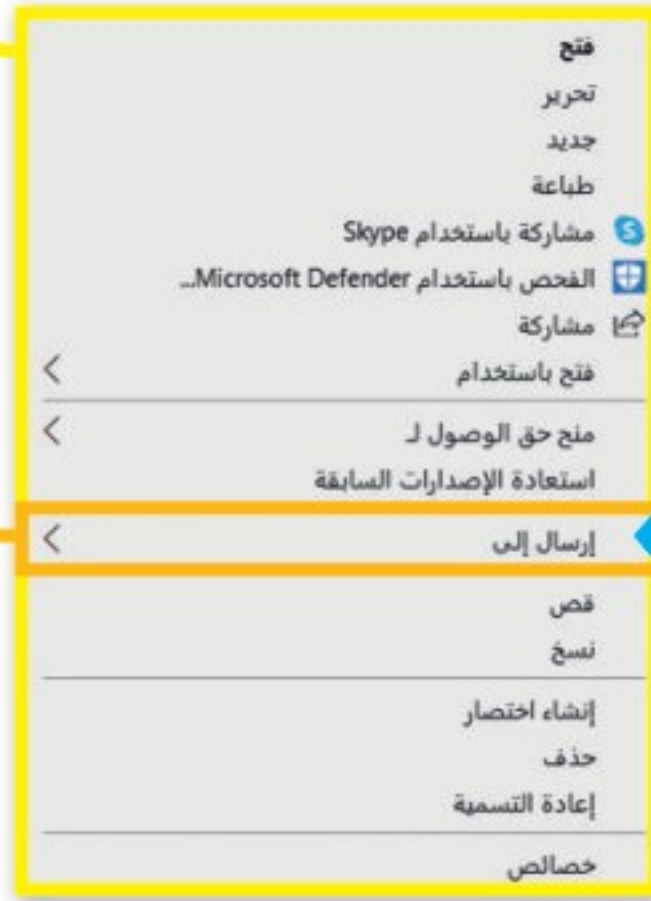 فتح
تحرير
جديد
طباعة
مشاركة باستخدام Skype
الفحص باستخدام Microsoft Defender...
مشاركة
فتح باستخدام
منح حق الوصول لـ
استعادة الإصدارات السابقة
إرسال إلى
قص
نسخ
إنشاء اختصار
حذف
إعادة التسمية
خصائص